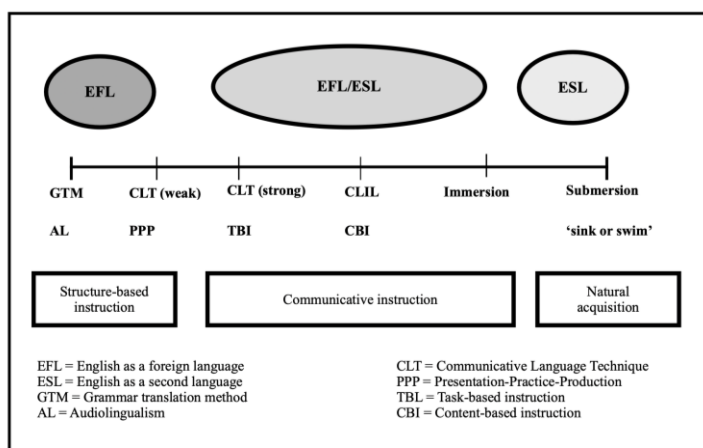 EFL
EFL/ESL
ESL
GTM
CLT (weak)
CLT (strong)
CLIL
Immersion
Submersion
AL
PPP
TBI
CBI
‘sink or swim’
Structure-based
instruction
Communicative instruction
Natural
acquisition
EFL = English as a foreign language
ESL = English as a second language
GTM = Grammar translation method
AL = Audiolingualism
CLT = Communicative Language Technique
PPP = Presentation-Practice-Production
TBL = Task-based instruction
CBI = Content-based instruction